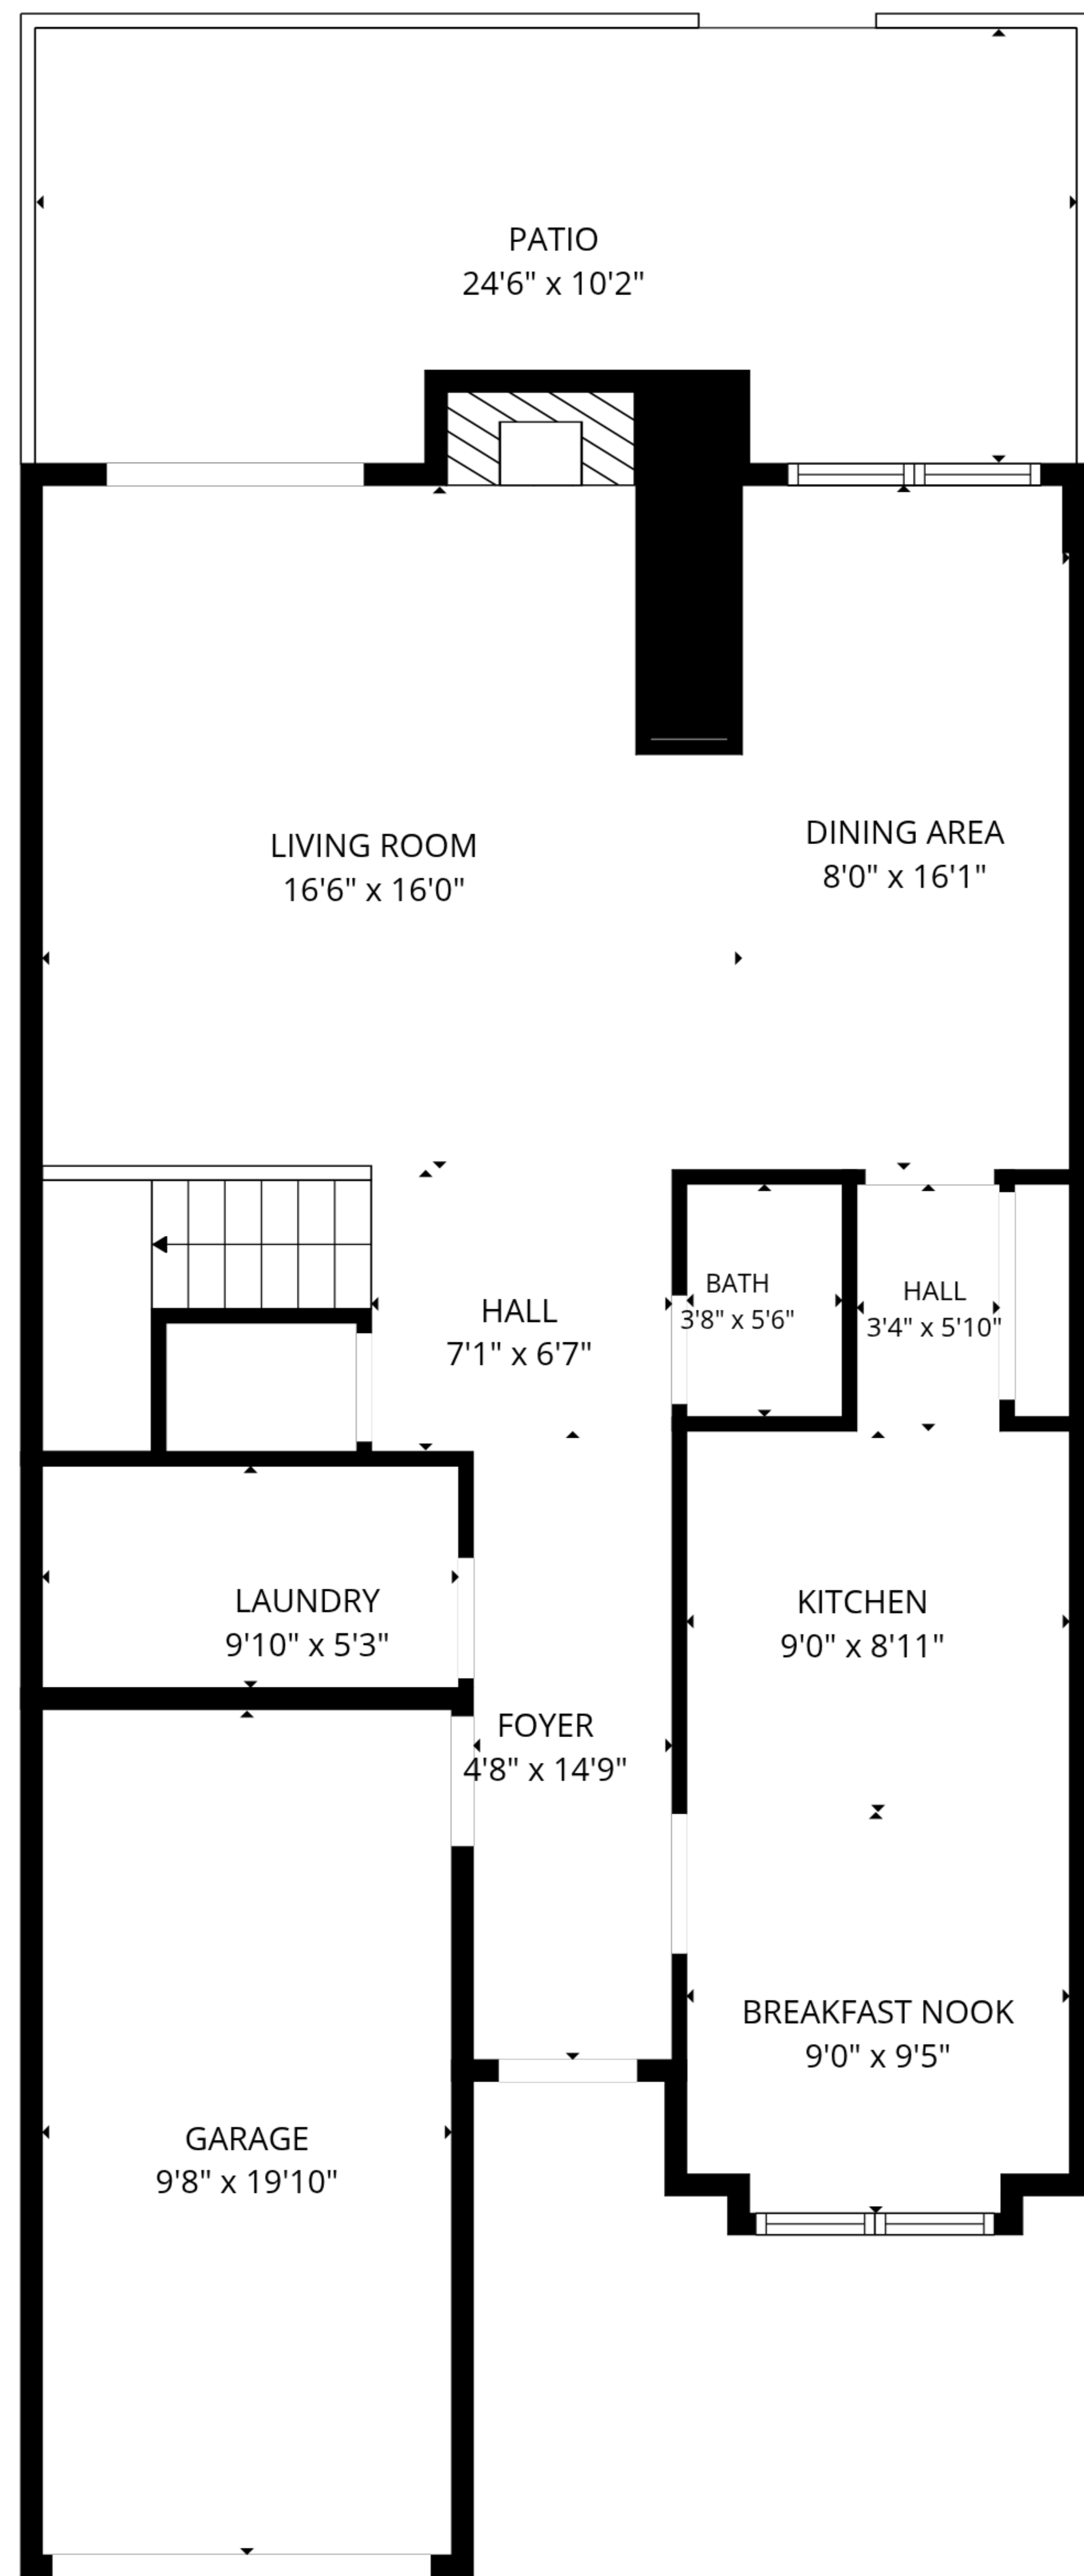 PATIO
24'6" x 10'2"
LIVING ROOM
16'6" x 16'0"
DINING AREA
8'0" x 16'1"
HALL
7'1" x 6'7"
BATH
3'8" x 5'6"
HALL
3'4" x 5'10"
LAUNDRY
9'10" x 5'3"
KITCHEN
9'0" x 8'11"
FOYER
4'8" x 14'9"
BREAKFAST NOOK
9'0" x 9'5"
GARAGE
9'8" x 19'10"